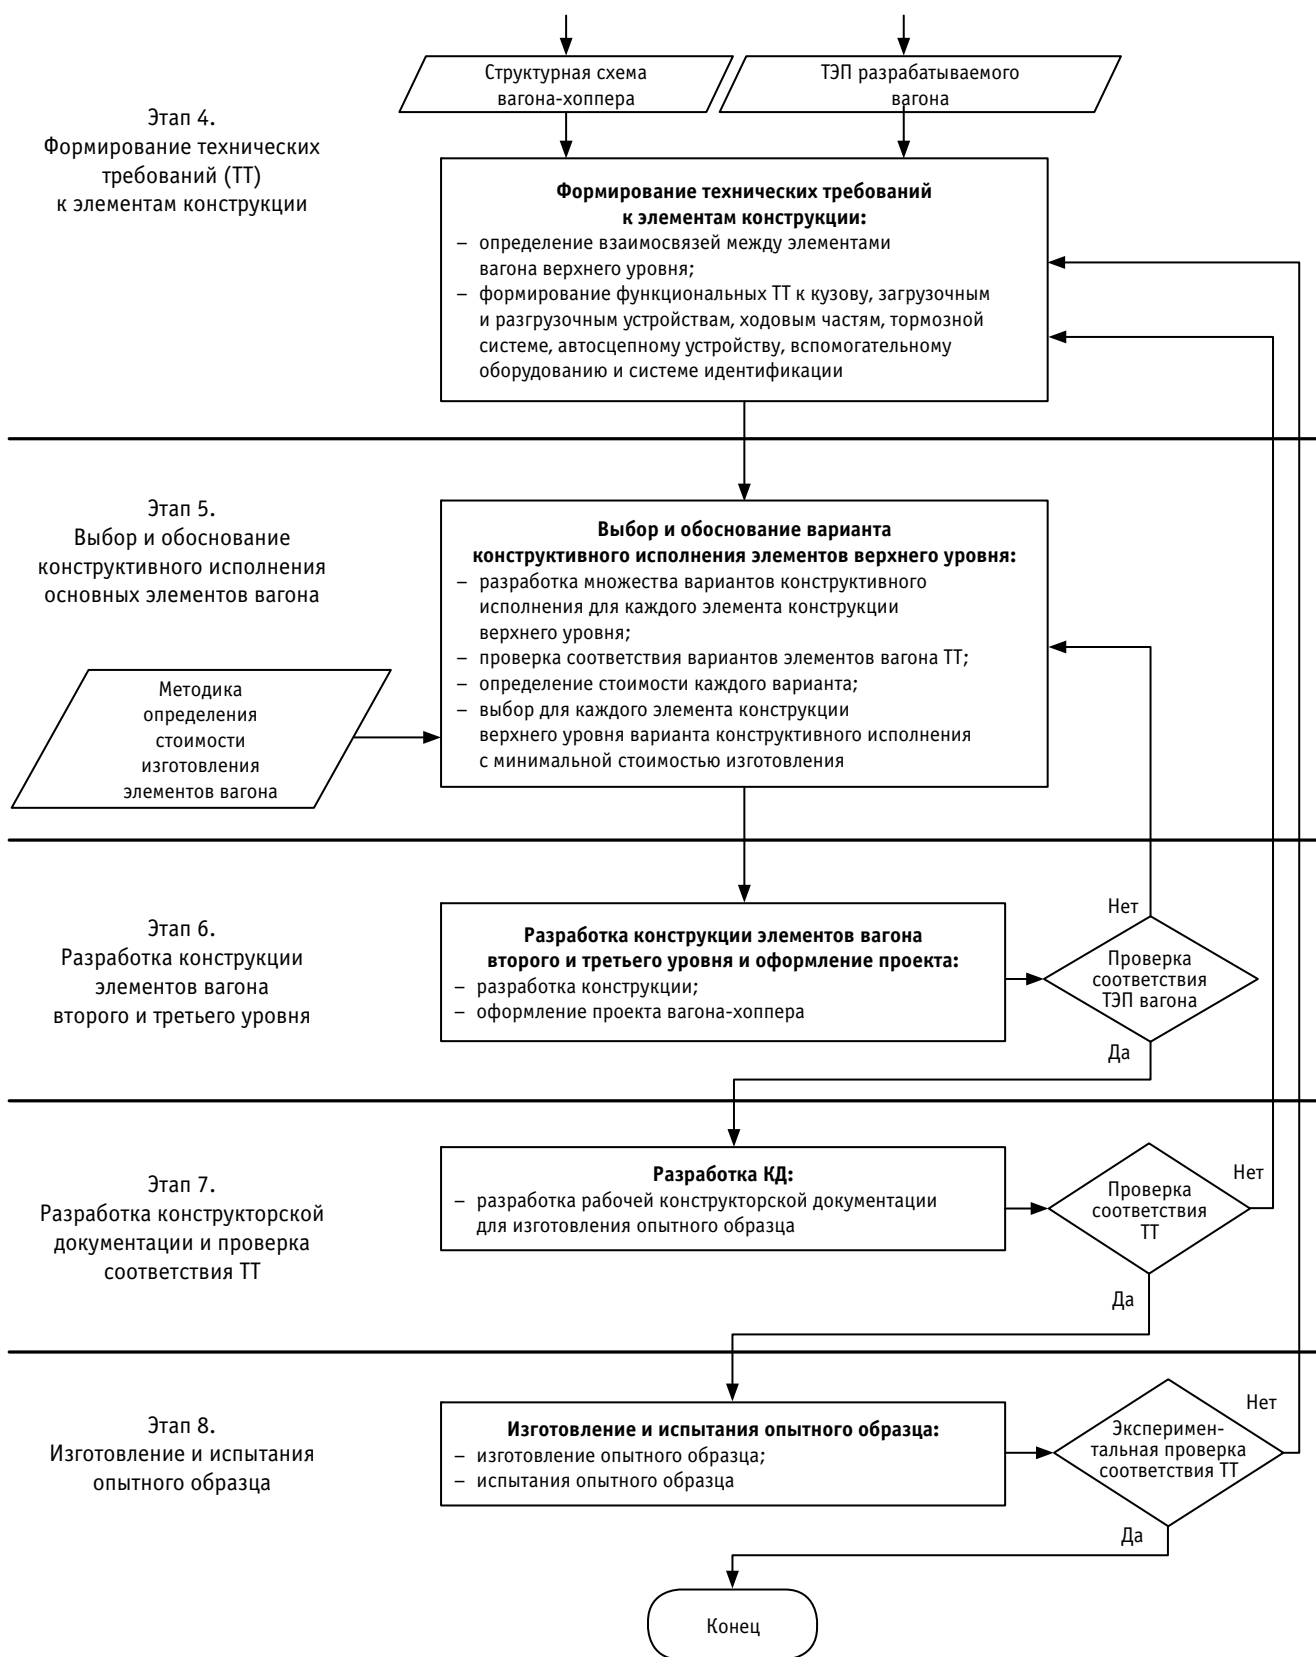 Структурная схема
вагона-хоппера
ТЭП разрабатываемого
вагона
Этап 4.
Формирование технических
требований (ТТ)
к элементам конструкции
Формирование технических требований
к элементам конструкции:
– определение взаимосвязей между элементами
вагона верхнего уровня;
– формирование функциональных ТТ к кузову, загрузочным
и разгрузочным устройствам, ходовым частям, тормозной
системе, автосцепному устройству, вспомогательному
оборудованию и системе идентификации
Этап 5.
Выбор и обоснование
конструктивного исполнения
основных элементов вагона
Выбор и обоснование варианта
конструктивного исполнения элементов верхнего уровня:
– разработка множества вариантов конструктивного
исполнения для каждого элемента конструкции
верхнего уровня;
– проверка соответствия вариантов элементов вагона ТТ;
– определение стоимости каждого варианта;
– выбор для каждого элемента конструкции
верхнего уровня варианта конструктивного исполнения
с минимальной стоимостью изготовления
Методика
определения
стоимости
изготовления
элементов вагона
Этап 6.
Разработка конструкции
элементов вагона
второго и третьего уровня
Разработка конструкции элементов вагона
второго и третьего уровня и оформление проекта:
– разработка конструкции;
– оформление проекта вагона-хоппера
Нет
Проверка
соответствия
ТЭП вагона
Да
Этап 7.
Разработка конструкторской
документации и проверка
соответствия ТТ
Разработка КД:
– разработка рабочей конструкторской документации
для изготовления опытного образца
Нет
Проверка
соответствия
ТТ
Да
Этап 8.
Изготовление и испытания
опытного образца
Изготовление и испытания опытного образца:
– изготовление опытного образца;
– испытания опытного образца
Нет
Эксперимен-
тальная проверка
соответствия ТТ
Да
Конец